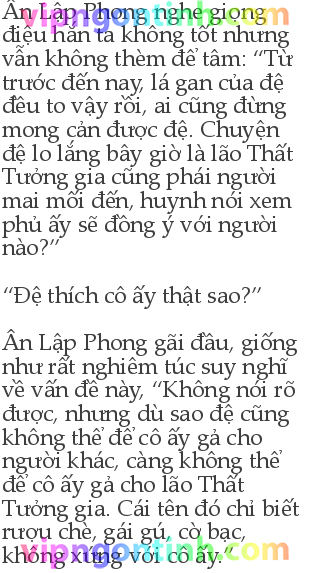 Ân Lập Phong nghe giọng
vipngontinh.com
điệu hắn ta không tốt nhưng
vẫn không thèm để tâm: “Từ
trước đến nay, lá gan của đệ
đều to vậy rồi, ai cũng đừng
mong cản được đệ. Chuyện
đệ lo lắng bây giờ là lão Thất
Tưởng gia cũng phái người
mai mối đến, huynh nói xem
phủ ấy sẽ đồng ý với người
nào?”
“Đệ thích cô ấy thật sao?”
Ân Lập Phong gãi đầu, giống
như rất nghiêm túc suy nghĩ
về vấn đề này, “Không nói rõ
được, nhưng dù sao đệ cũng
không thể để cô ấy gả cho
người khác, càng không thể
để cô ấy gả cho lão Thất
Tưởng gia. Cái tên đó chỉ biết
rượu chè, gái gú, cờ bạc,
không xứng với cô ấy.”
vipngontinh.com